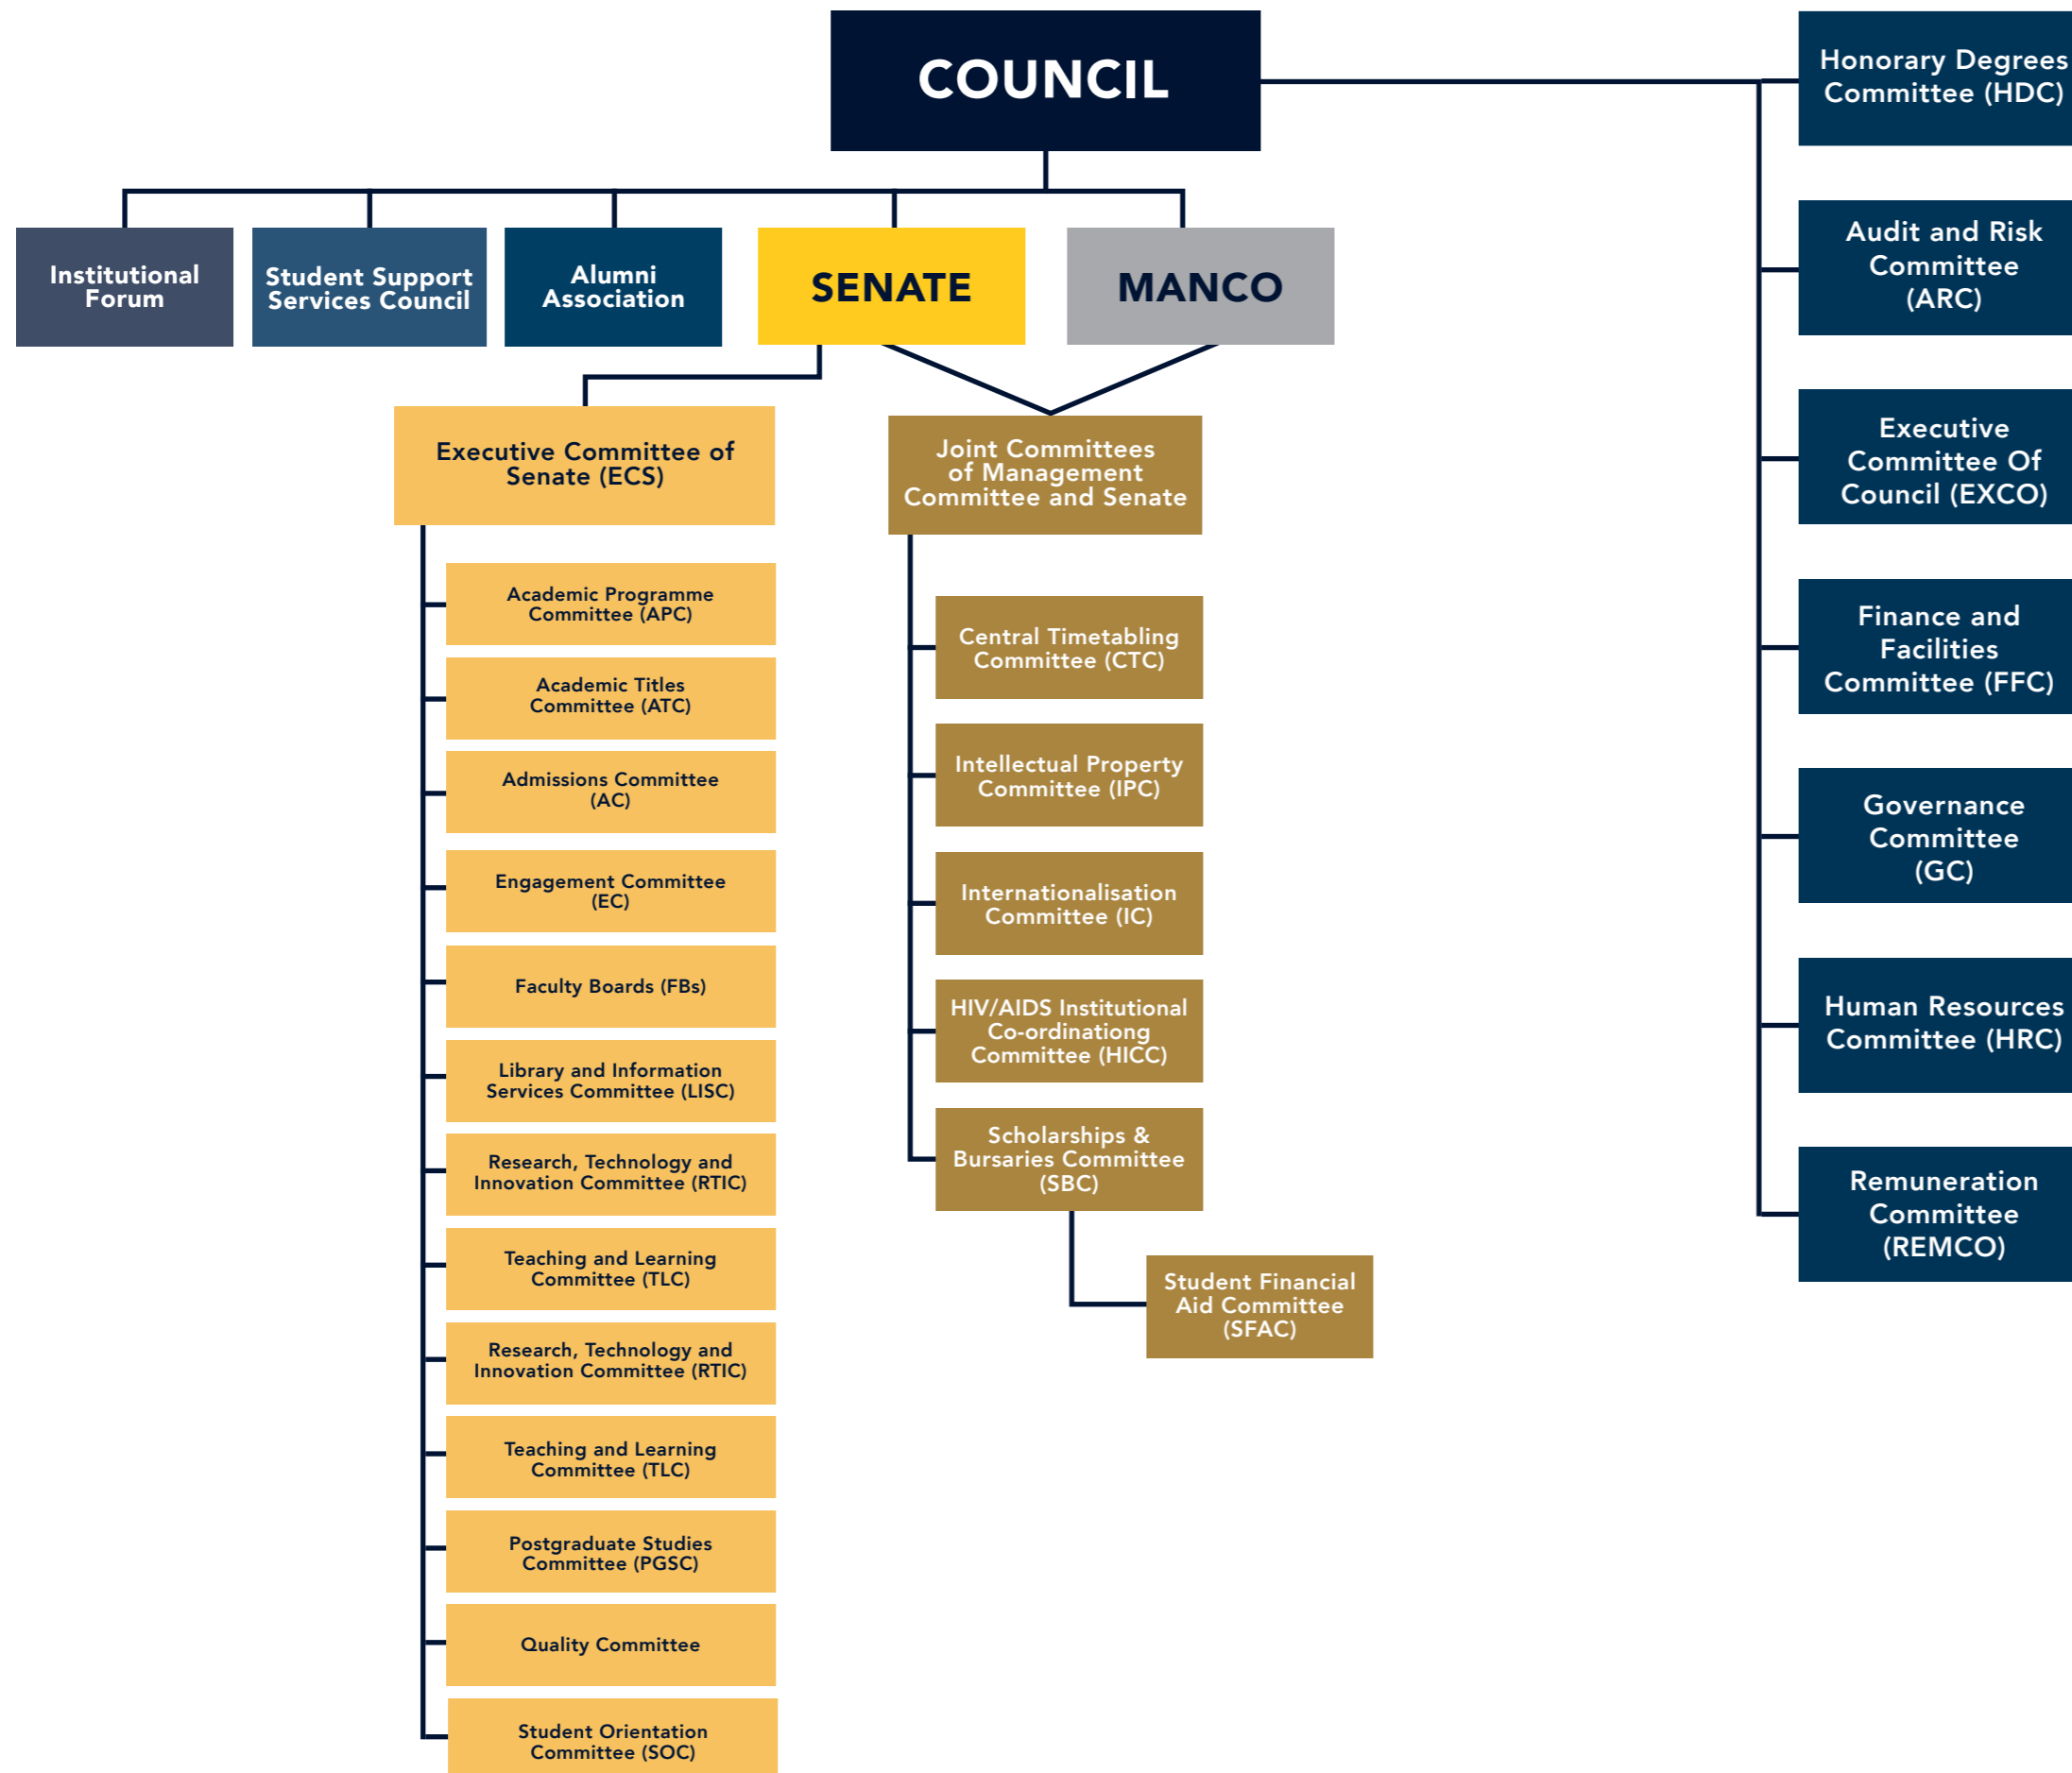 COUNCIL
Institutional
Forum
Student Support
Services Council
Alumni
Association
SENATE
MANCO
Executive Committee of
Senate (ECS)
Academic Programme
Committee (APC)
Academic Titles
Committee (ATC)
Admissions Committee
(AC)
Engagement Committee
(EC)
Faculty Boards (FBs)
Library and Information
Services Committee (LISC)
Research, Technology and
Innovation Committee (RTIC)
Teaching and Learning
Committee (TLC)
Research, Technology and
Innovation Committee (RTIC)
Teaching and Learning
Committee (TLC)
Postgraduate Studies
Committee (PGSC)
Quality Committee
Student Orientation
Committee (SOC)
Joint Committees
of Management
Committee and Senate
Central Timetabling
Committee (CTC)
Intellectual Property
Committee (IPC)
Internationalisation
Committee (IC)
HIV/AIDS Institutional
Co-ordinationg
Committee (HICC)
Scholarships &
Bursaries Committee
(SBC)
Student Financial
Aid Committee
(SFAC)
Honorary Degrees
Committee (HDC)
Audit and Risk
Committee
(ARC)
Executive
Committee Of
Council (EXCO)
Finance and
Facilities
Committee (FFC)
Governance
Committee
(GC)
Human Resources
Committee (HRC)
Remuneration
Committee
(REMCO)